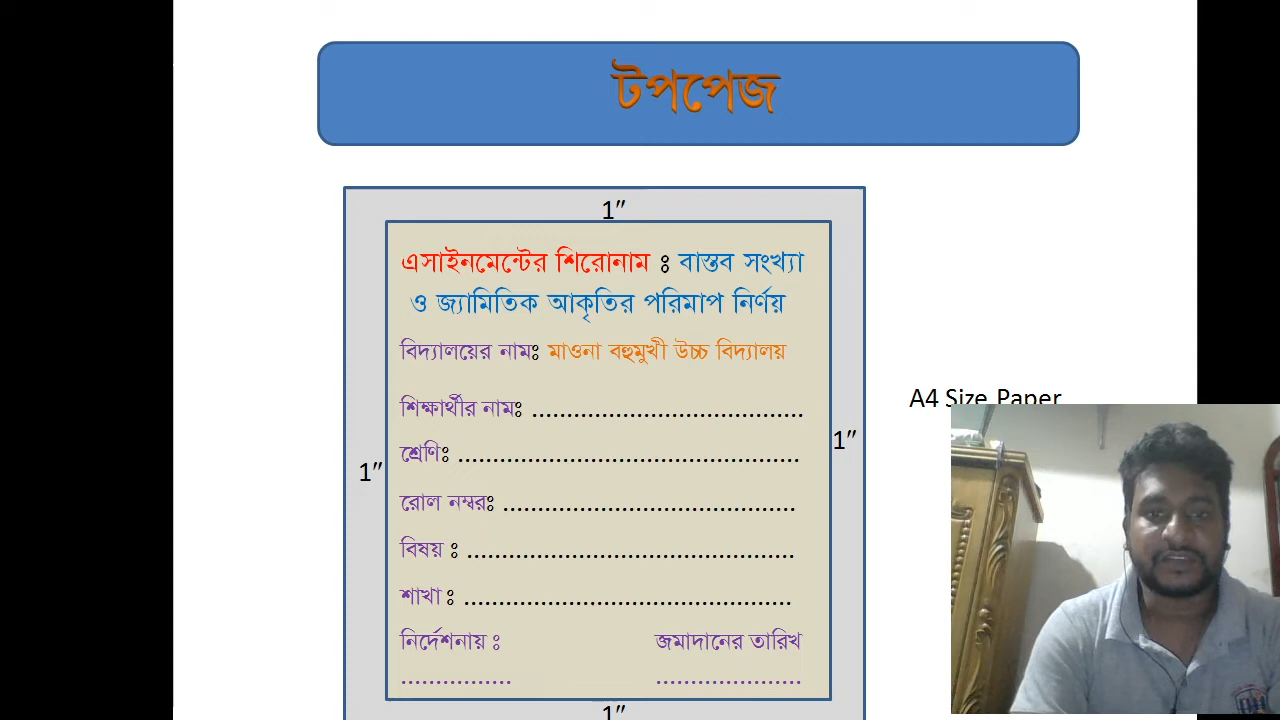 টপপেজ
1″
এসাইনমেন্টের শিরোনাম ঃ বাস্তব সংখ্যা
ও জ্যামিতিক আকৃতির পরিমাপ নির্ণয়
বিদ্যালয়ের নামঃ মাওনা বহুমুখী উচ্চ বিদ্যালয়
শিক্ষার্থীর নামঃ .......................................
A4 Size Paper
শ্রেণিঃ .................................................
1″
1″
রোল নম্বরঃ ..........................................
বিষয় ঃ ...............................................
শাখা ঃ ...............................................
নির্দেশনায় ঃ জমাদানের তারিখ
................ .....................
1″